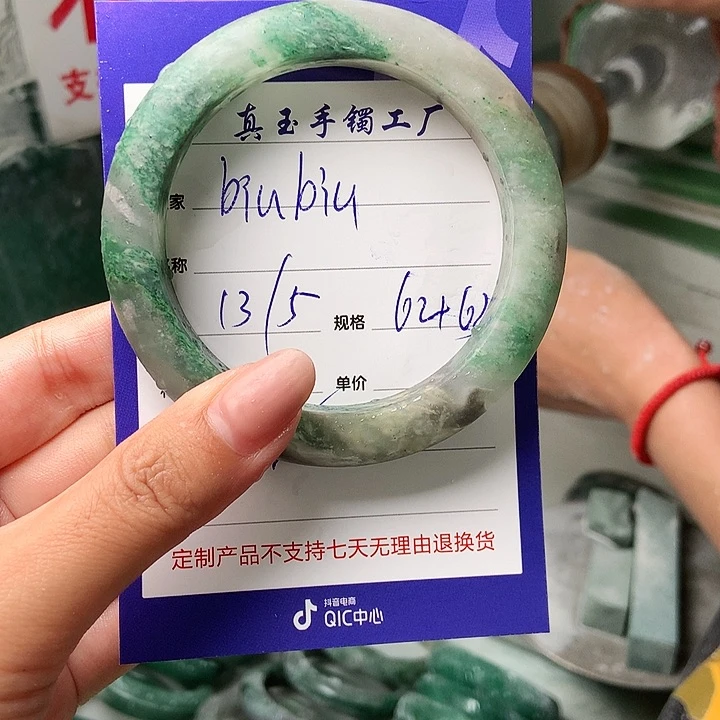 支
真玉手镯工厂
家 biubiu
称
13/5 规格 62+62
单价
定制产品不支持七天无理由退换货
抖音电商
QIC中心